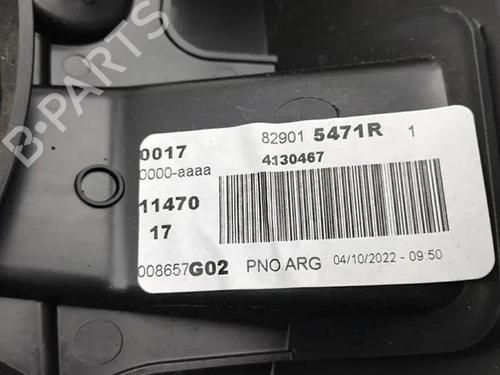 B-PARTS
0017 82901 5471R 1
0000-aaaa 4130467
11470
17
008657G02 PNO ARG 04/10/2022 - 09:50